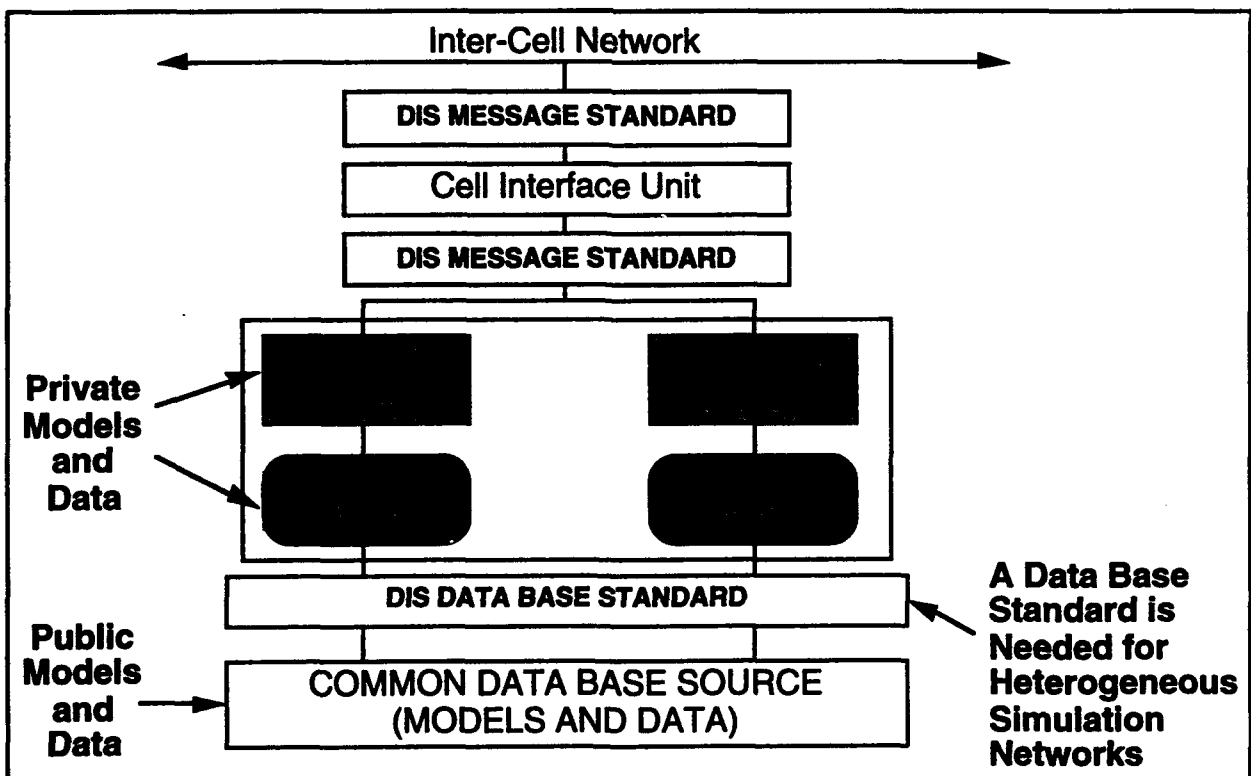 Inter-Cell Network
DIS MESSAGE STANDARD
Cell Interface Unit
DIS MESSAGE STANDARD
Private
Models
and
Data
DIS DATA BASE STANDARD
Public
Models
and
Data
COMMON DATA BASE SOURCE
(MODELS AND DATA)
A Data Base
Standard is
Needed for
Heterogeneous
Simulation
Networks